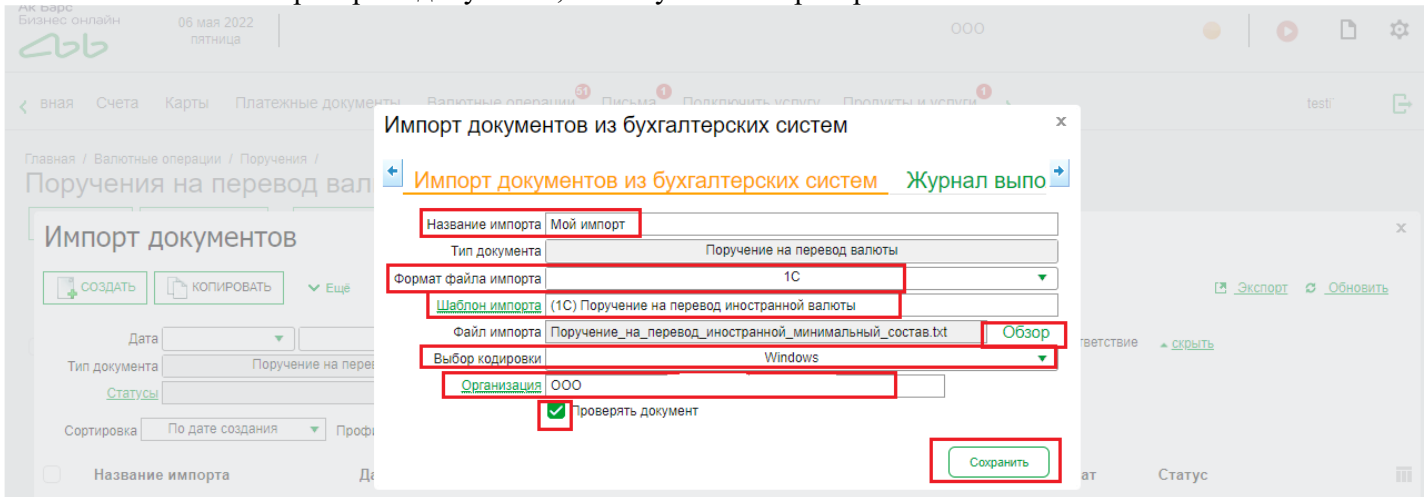 Ак Барс
Бизнес онлайн
06 мая 2022
пятница
ООО
вная Счета Карты Платежные документы Валютные операции 51 Письма 1 Подключить услугу Продукты и услуги 1
Главная / Валютные операции / Поручения /
Поручения на перевод вал
Импорт документов из бухгалтерских систем x
Импорт документов из бухгалтерских систем Журнал выпо
Название импорта Мой импорт
Тип документа Поручение на перевод валюты
Формат файла импорта 1С
Шаблон импорта (1С) Поручение на перевод иностранной валюты
Файл импорта Поручение_на_перевод_иностранной_минимальный_состав.txt Обзор
Выбор кодировки Windows
Организация ООО
Проверять документ
Сохранить
Импорт документов x
СОЗДАТЬ КОПИРОВАТЬ Ещё Экспорт Обновить
Дата тветствие скрыть
Тип документа Поручение на перев
Статусы
Сортировка По дате создания Профи
Название импорта Да ат Статус